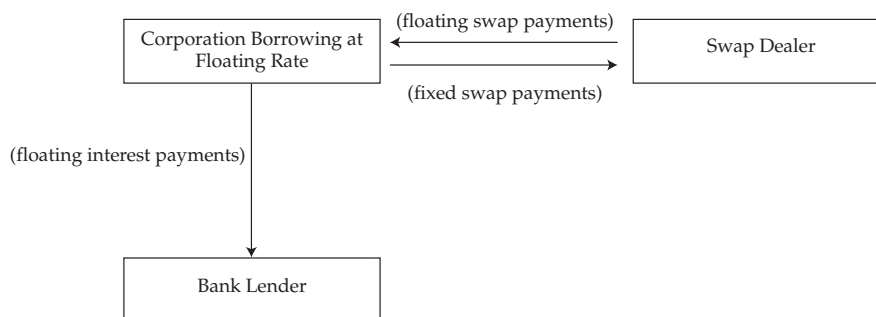 (floating swap payments)
Corporation Borrowing at
Floating Rate
Swap Dealer
(fixed swap payments)
(floating interest payments)
Bank Lender